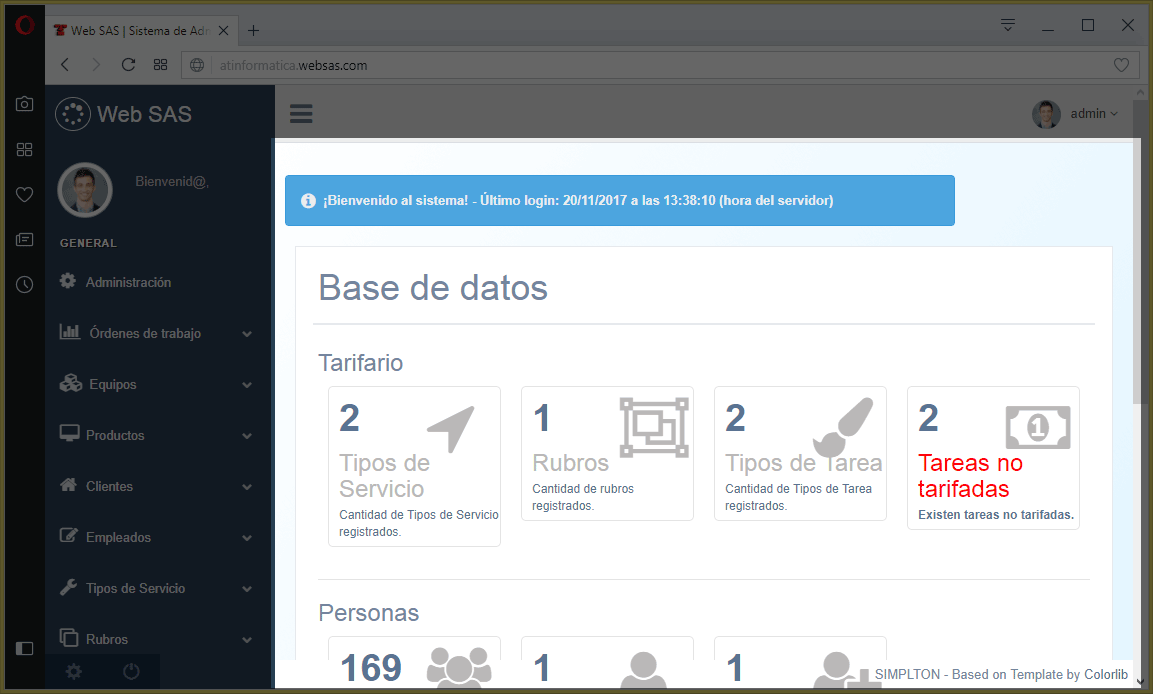 Web SAS | Sistema de Adm
atinformatica.websas.com
Web SAS
admin
Bienvenid@,
GENERAL
Administración
Órdenes de trabajo
Equipos
Productos
Clientes
Empleados
Tipos de Servicio
Rubros
¡Bienvenido al sistema! - Último login: 20/11/2017 a las 13:38:10 (hora del servidor)
Base de datos
Tarifario
2
Tipos de
Servicio
Cantidad de Tipos de Servicio
registrados.
1
Rubros
Cantidad de rubros
registrados.
2
Tipos de Tarea
Cantidad de Tipos de Tarea
registrados.
2
1
Tareas no
tarifadas
Existen tareas no tarifadas.
Personas
169
1
1
SIMPLTON - Based on Template by Colorlib